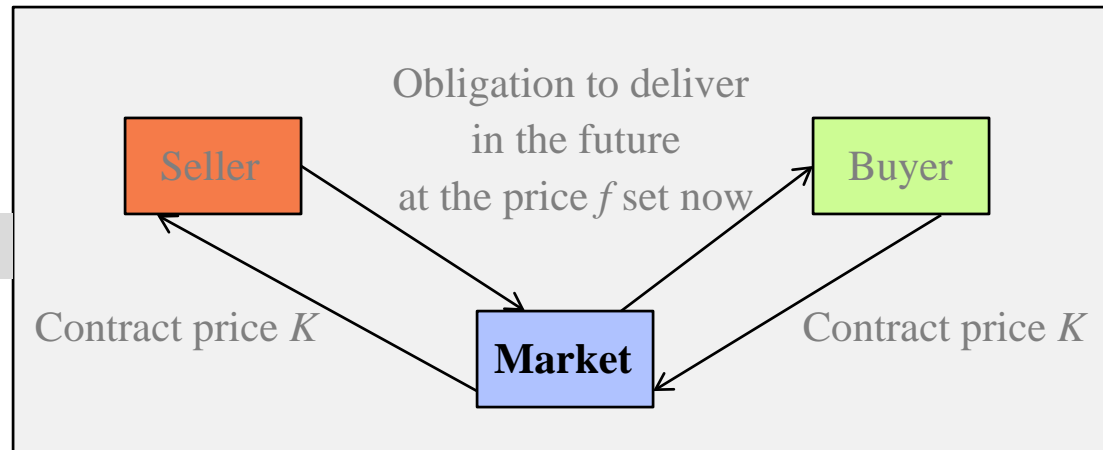 Obligation to deliver
in the future
at the price f set now
Seller
Buyer
Contract price K
Contract price K
Market